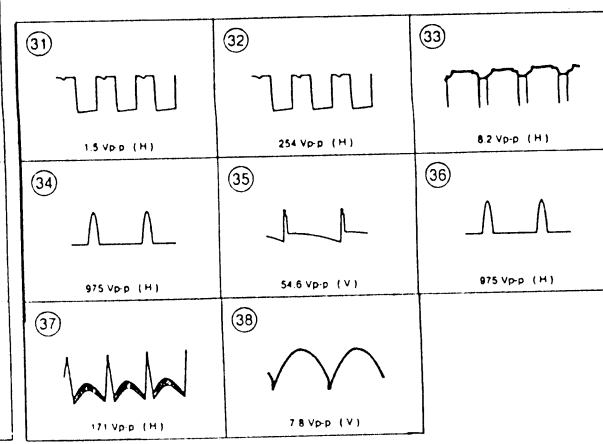 31
32
33
1.5 Vp-p (H)
254 Vp-p (H)
8.2 Vp-p (H)
34
35
36
975 Vp-p (H)
54.6 Vp-p (V)
975 Vp-p (H)
37
38
171 Vp-p (H)
7.8 Vp-p (V)